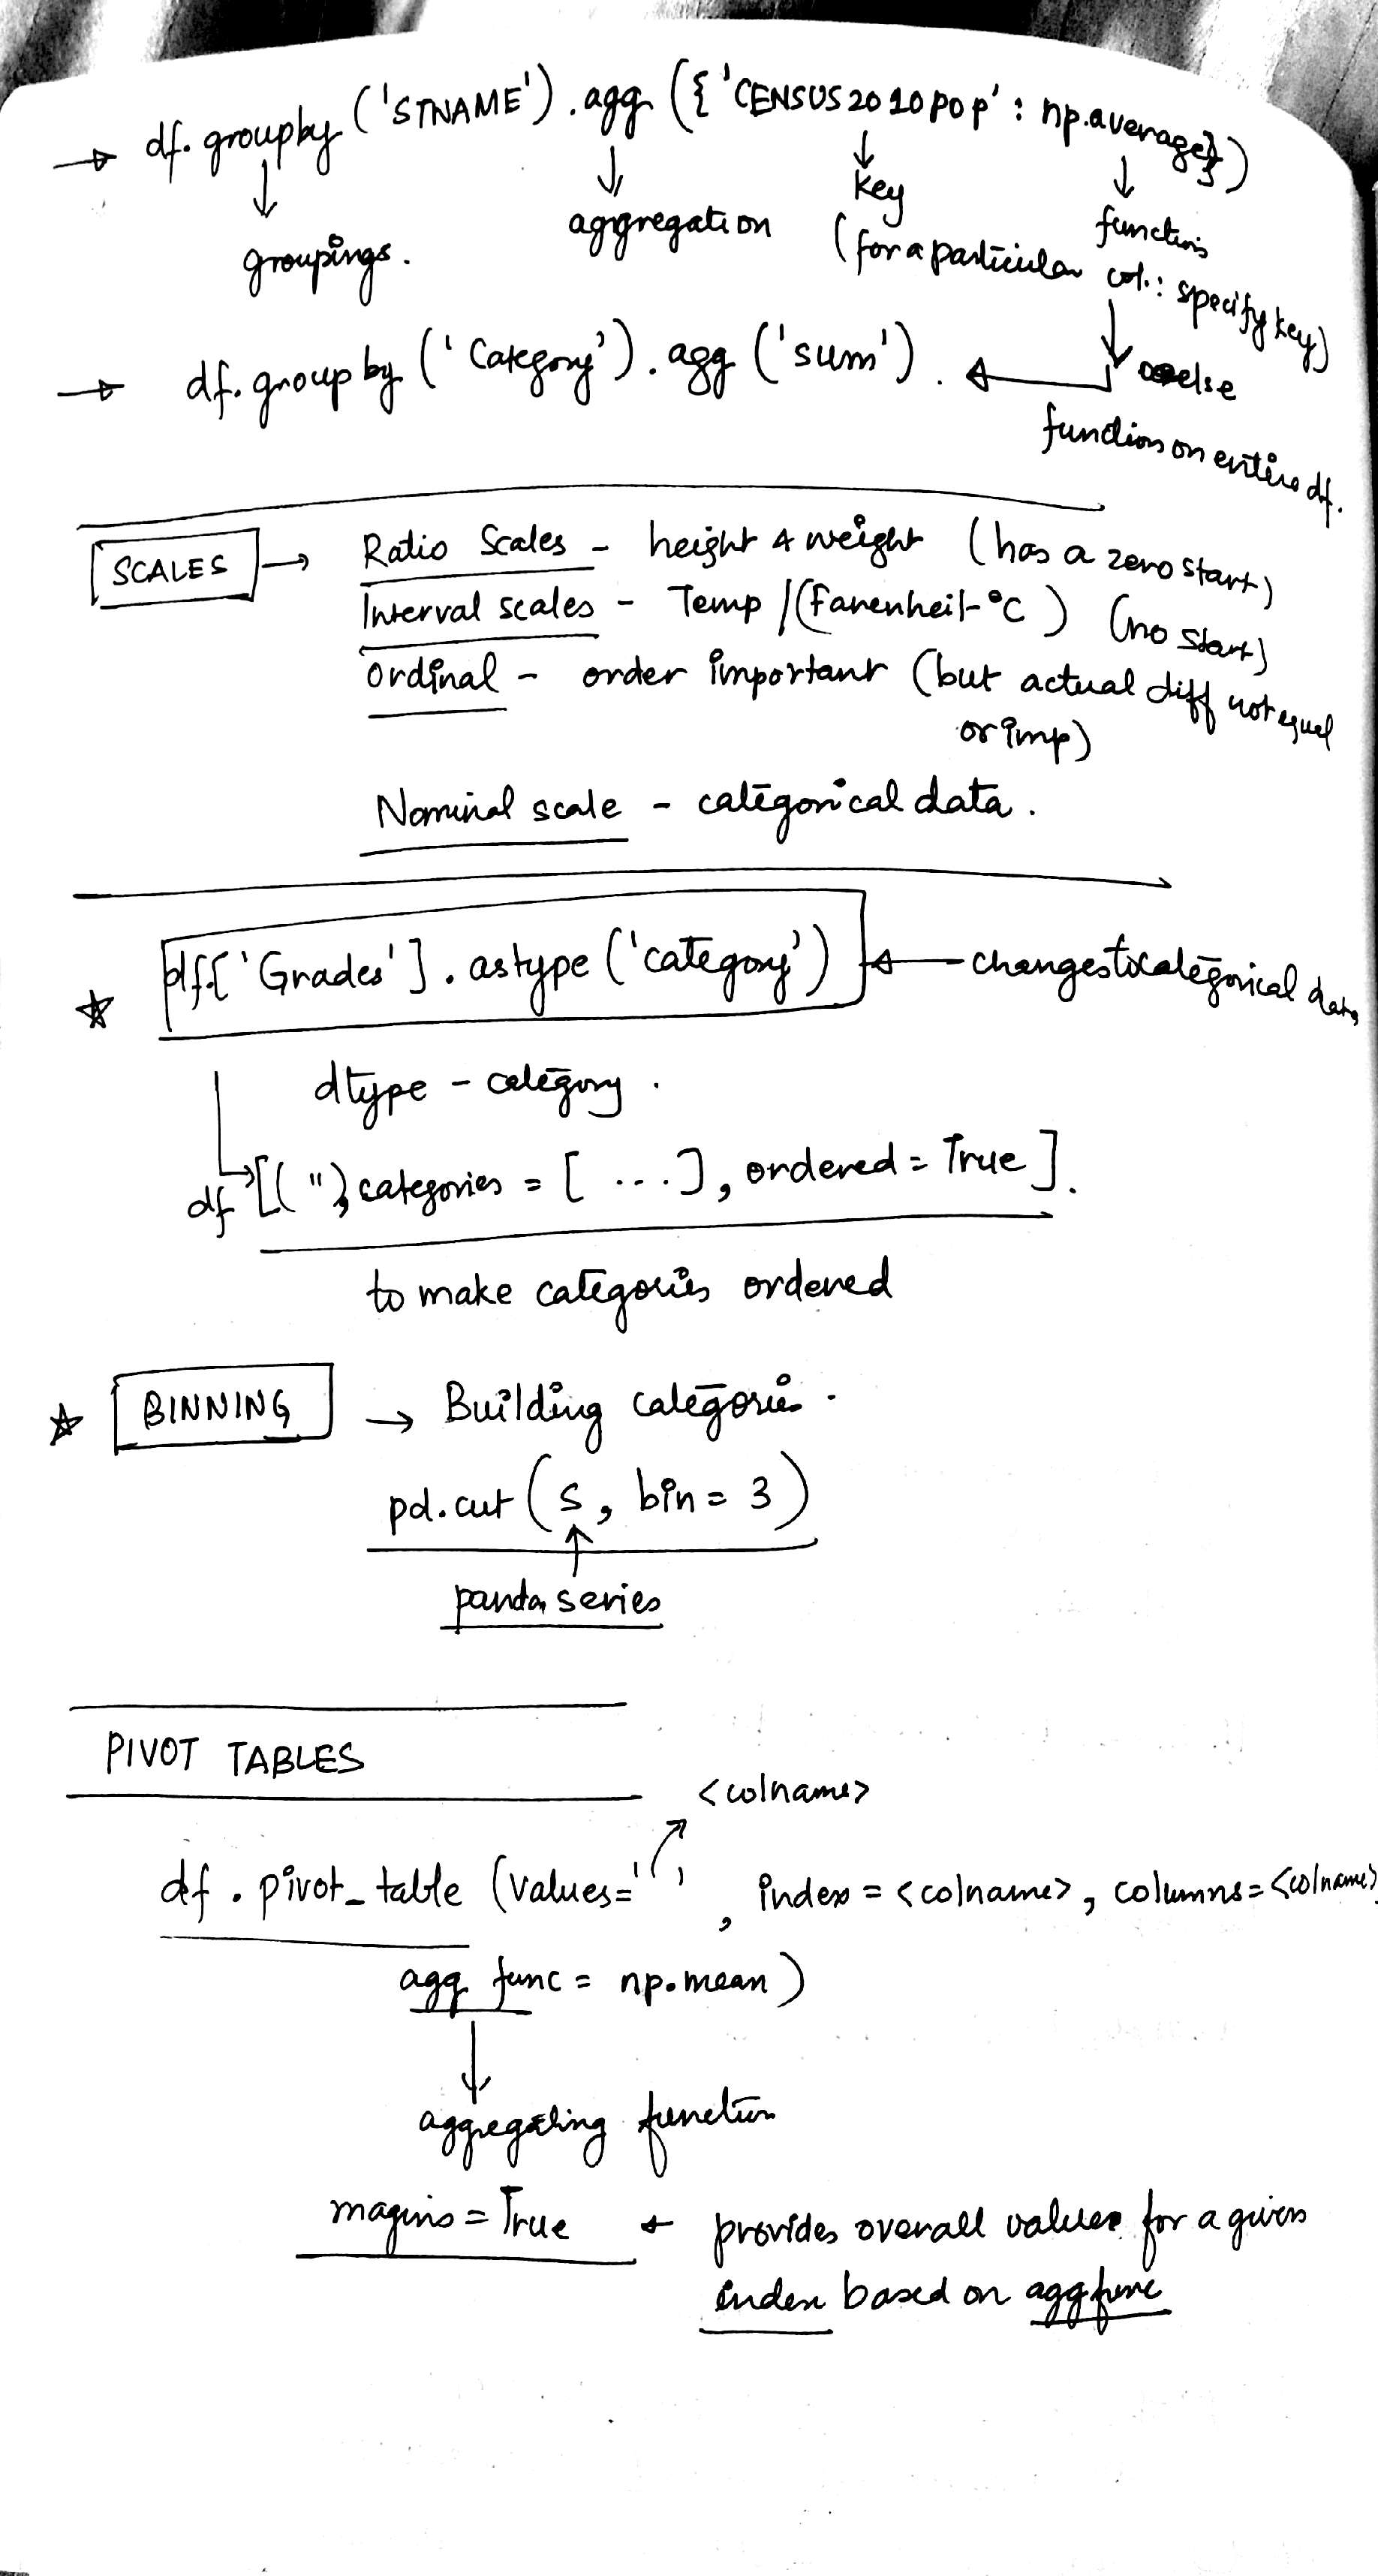 → df.groupby ('STNAME').agg ({'CENSUS2010pop' : np.average})
groupings.
aggregation
key
(for a particular col.: specify key)
functions
→ df.groupby ('Category').agg ('sum').
else
function on entire df.
SCALES → Ratio Scales - height & weight (has a zero start)
Interval scales - Temp /(Farenheit-°C) (no start)
Ordinal - order important (but actual diff not equal
or imp)
Nominal scale - categorical data.
df['Grades'].astype('category') ← changes to categorical data
dtype - category.
df[("), categories = [ ... ], ordered = True].
to make categories ordered
BINNING → Building categories.
pd.cut (s, bin = 3)
panda series
PIVOT TABLES
<colname>
df.pivot_table (values='', index = <colname>, columns=<colname>
agg func = np.mean)
aggregating function
magins = True ← provides overall values for a given
index based on aggfunc